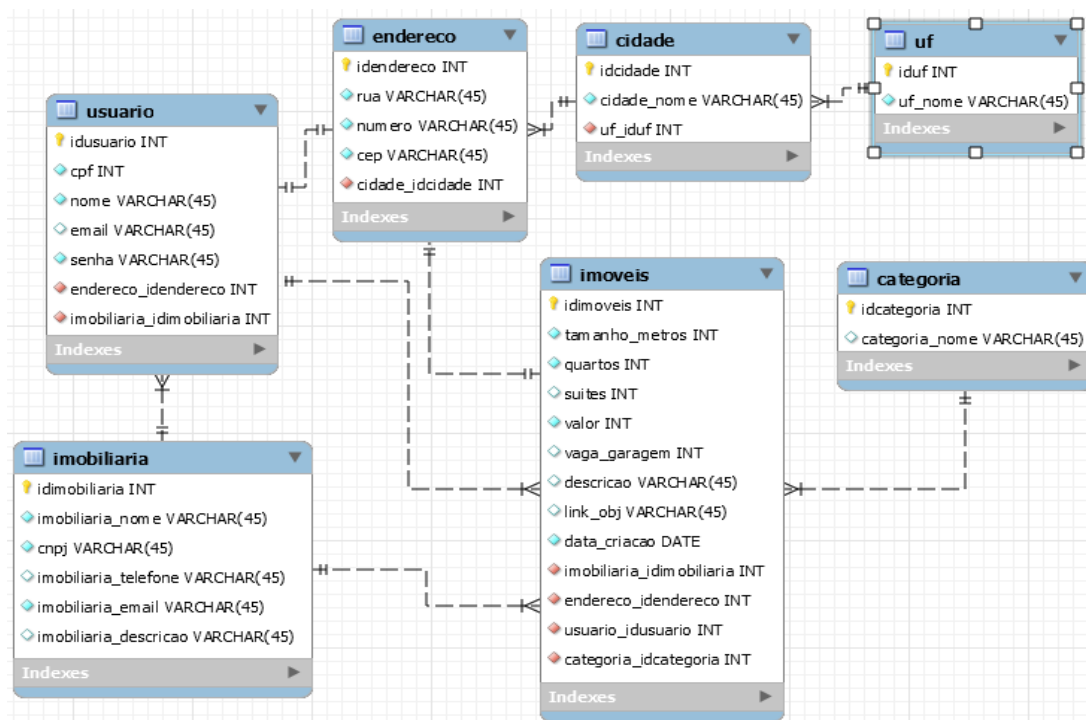 usuario
idusuario INT
cpf INT
nome VARCHAR(45)
email VARCHAR(45)
senha VARCHAR(45)
endereco_idendereco INT
imobiliaria_idimobiliaria INT
Indexes
endereco
idendereco INT
rua VARCHAR(45)
numero VARCHAR(45)
cep VARCHAR(45)
cidade_idcidade INT
Indexes
cidade
idcidade INT
cidade_nome VARCHAR(45)
uf_iduf INT
Indexes
uf
iduf INT
uf_nome VARCHAR(45)
Indexes
imobiliaria
idimobiliaria INT
imobiliaria_nome VARCHAR(45)
cnpj VARCHAR(45)
imobiliaria_telefone VARCHAR(45)
imobiliaria_email VARCHAR(45)
imobiliaria_descricao VARCHAR(45)
Indexes
imoveis
idimoveis INT
tamanho_metros INT
quartos INT
suites INT
valor INT
vaga_garagem INT
descricao VARCHAR(45)
link_obj VARCHAR(45)
data_criacao DATE
imobiliaria_idimobiliaria INT
endereco_idendereco INT
usuario_idusuario INT
categoria_idcategoria INT
Indexes
categoria
idcategoria INT
categoria_nome VARCHAR(45)
Indexes